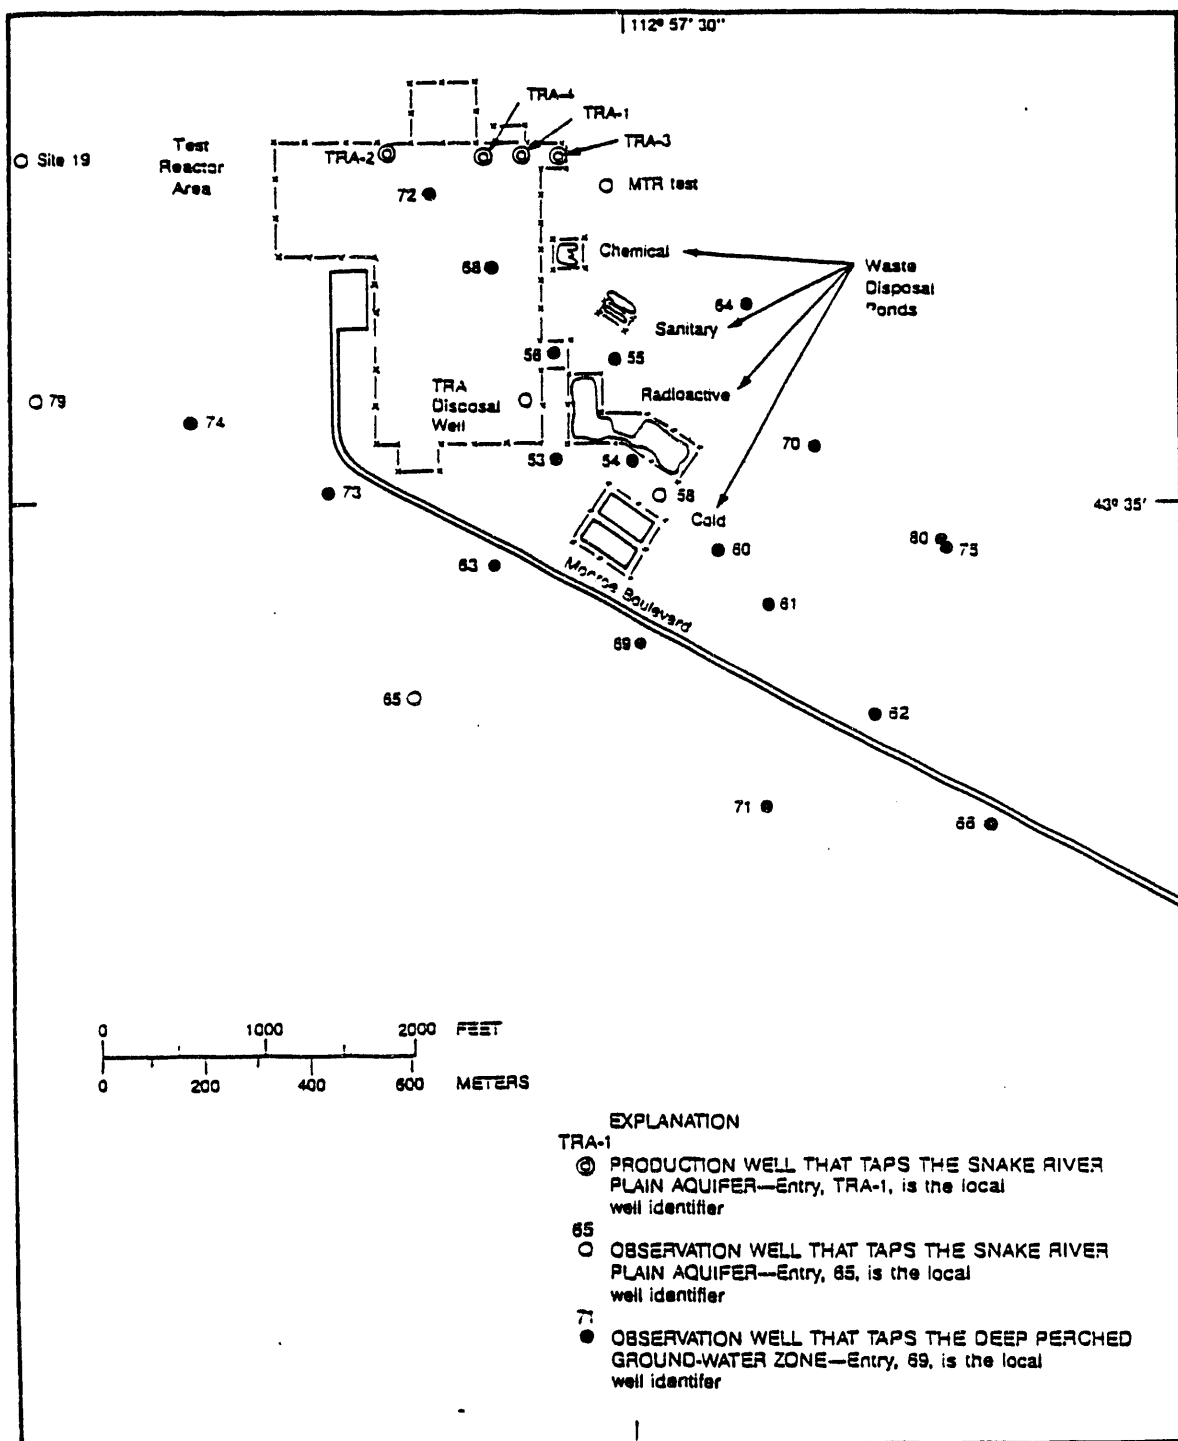 112° 57' 30"
TRA-4
TRA-1
TRA-3
TRA-2
Test
Reactor
Area
Site 19
72
MTR test
Chemical
68
Waste
Disposal
Ponds
64
Sanitary
56
55
Radioactive
TRA
Disposal
Well
79
74
70
53
54
58
73
Cold
43° 35'
60
80
75
63
Monroe Boulevard
61
69
65
62
71
66
0 1000 2000 FEET
0 200 400 600 METERS
EXPLANATION
TRA-1
PRODUCTION WELL THAT TAPS THE SNAKE RIVER
PLAIN AQUIFER—Entry, TRA-1, is the local
well identifier
65
OBSERVATION WELL THAT TAPS THE SNAKE RIVER
PLAIN AQUIFER—Entry, 65, is the local
well identifier
71
OBSERVATION WELL THAT TAPS THE DEEP PERCHED
GROUND-WATER ZONE—Entry, 69, is the local
well identifer